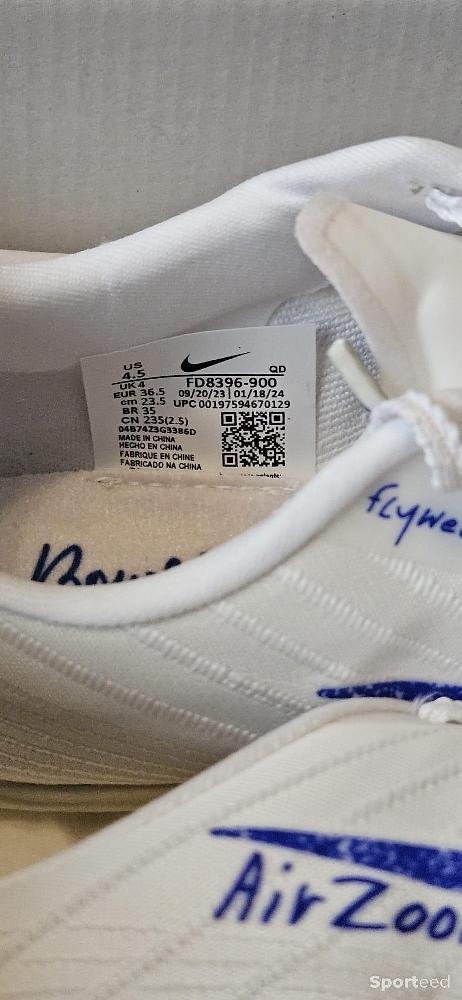 US
4.5
UK 4
EUR 36.5
cm 23.5
BR 35
CN 235(2.5)
QD
FD8396-900
09/20/23 | 01/18/24
UPC 00197594670129
04B74Z3G3386D
MADE IN CHINA
HECHO EN CHINA
FABRIQUE EN CHINE
FABRICADO NA CHINA
flywe
AirZoo
Sporteed